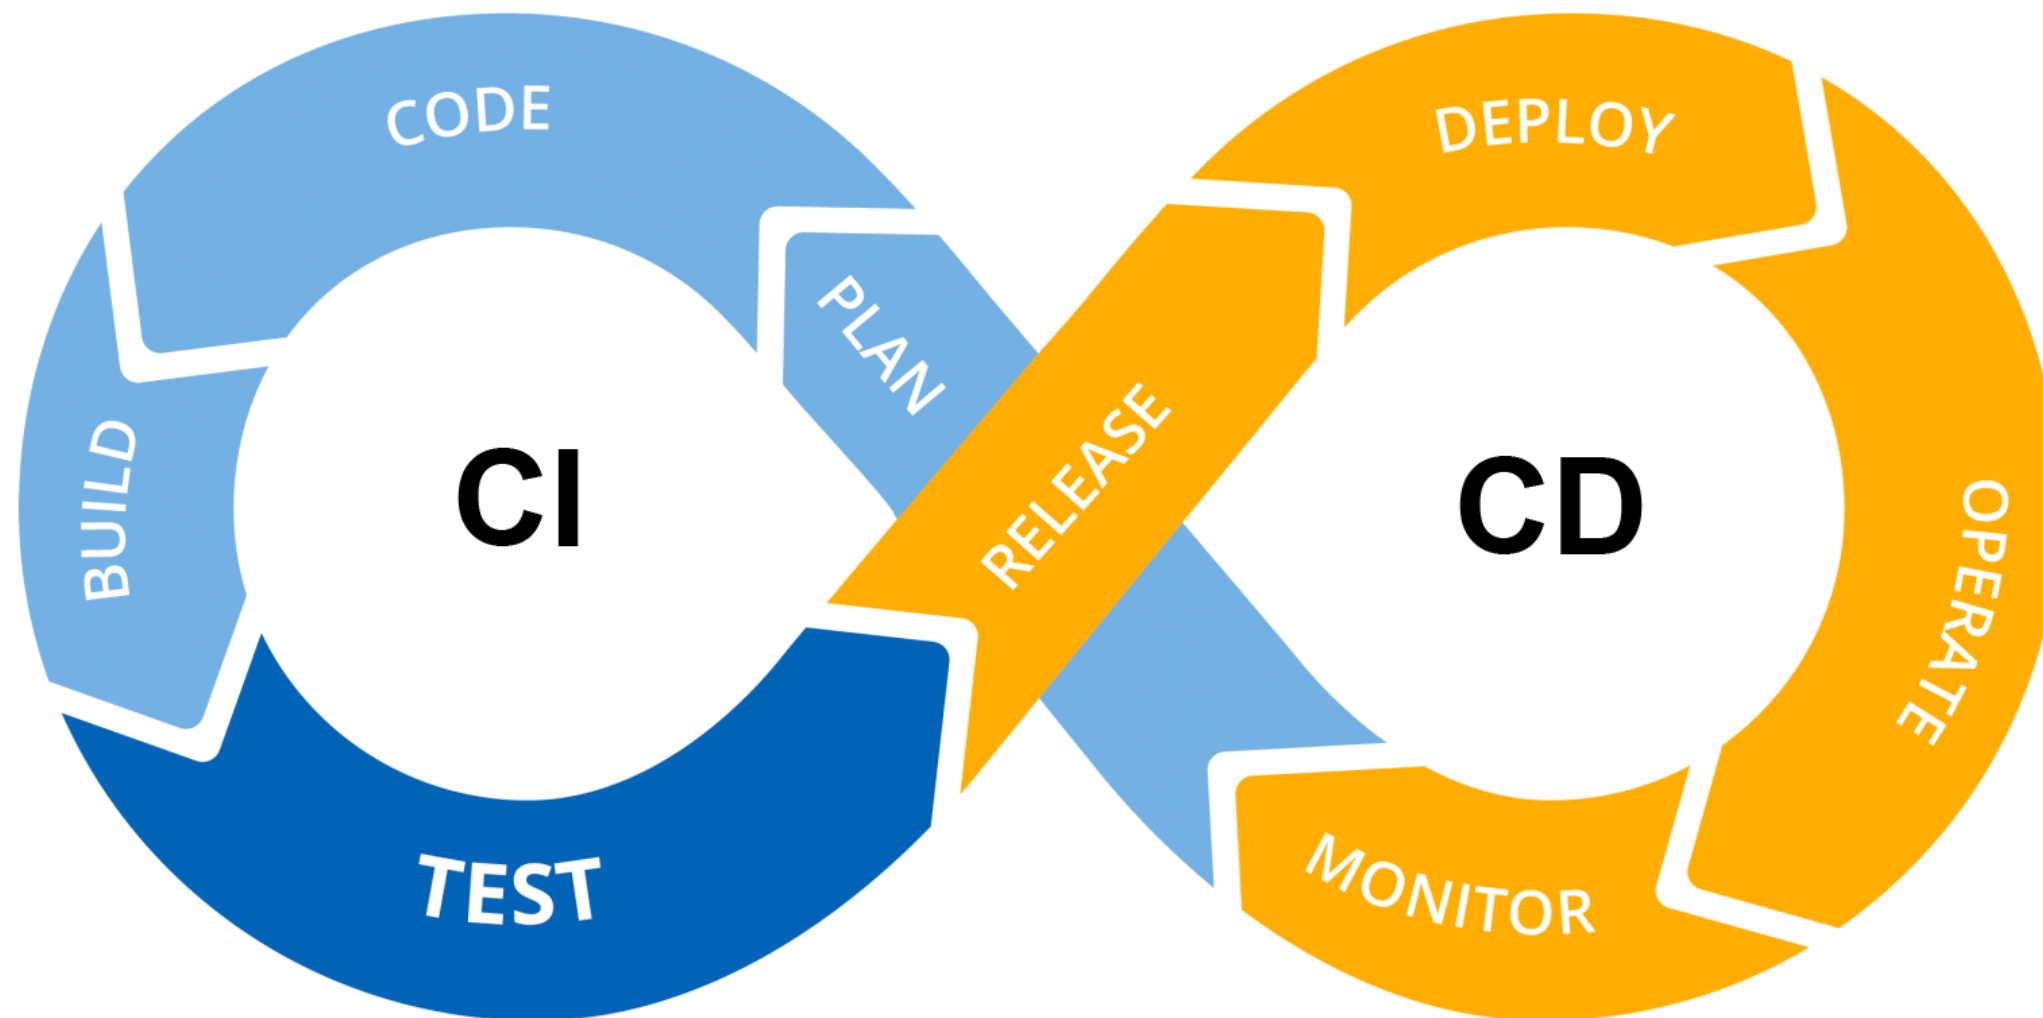 CODE
DEPLOY
PLAN
BUILD
CI
RELEASE
CD
OPERATE
TEST
MONITOR